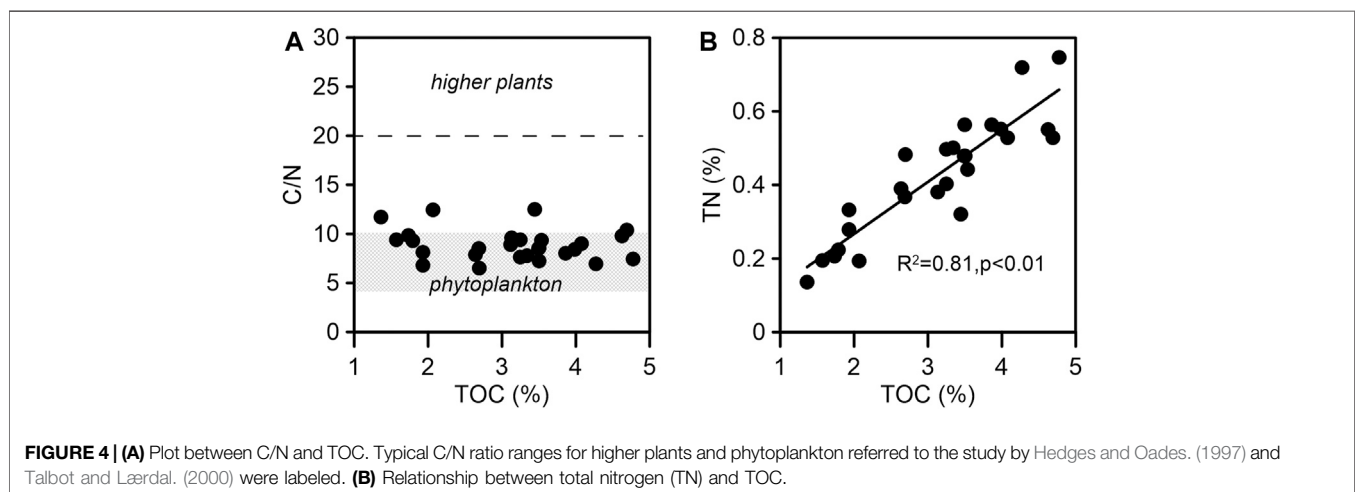 A
30
25
20
15
10
5
0
C/N
higher plants
phytoplankton
1 2 3 4 5
TOC (%)
B
0.8
0.6
0.4
0.2
0
TN (%)
R²=0.81,p<0.01
1 2 3 4 5
TOC (%)
FIGURE 4 | (A) Plot between C/N and TOC. Typical C/N ratio ranges for higher plants and phytoplankton referred to the study by Hedges and Oades. (1997) and
Talbot and Lærdal. (2000) were labeled. (B) Relationship between total nitrogen (TN) and TOC.